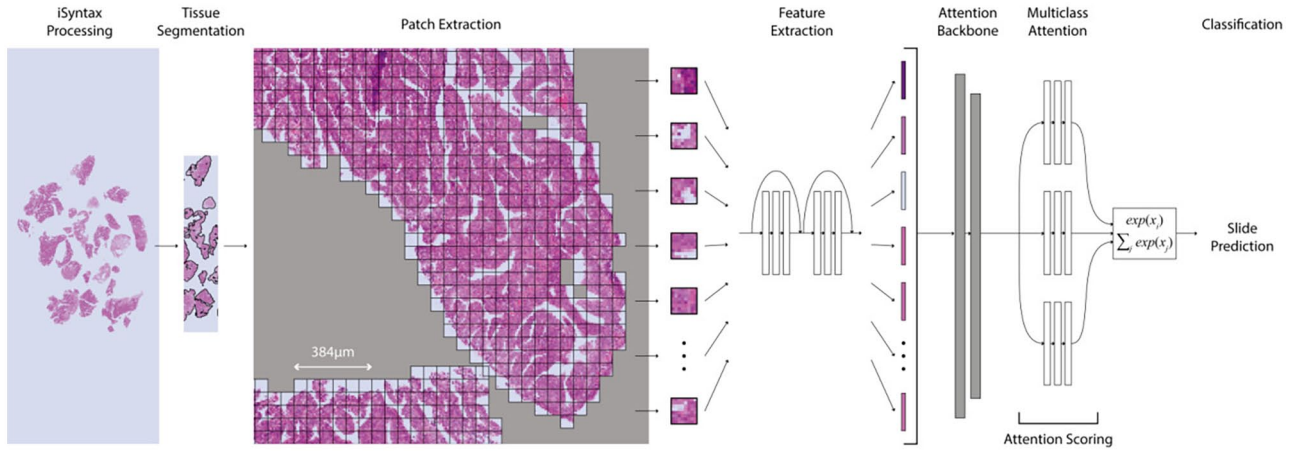 iSyntax
Processing
Tissue
Segmentation
Patch Extraction
Feature
Extraction
Attention
Backbone
Multiclass
Attention
Classification
384μm
exp(xᵢ)
∑ⱼ exp(xⱼ)
Slide
Prediction
Attention Scoring